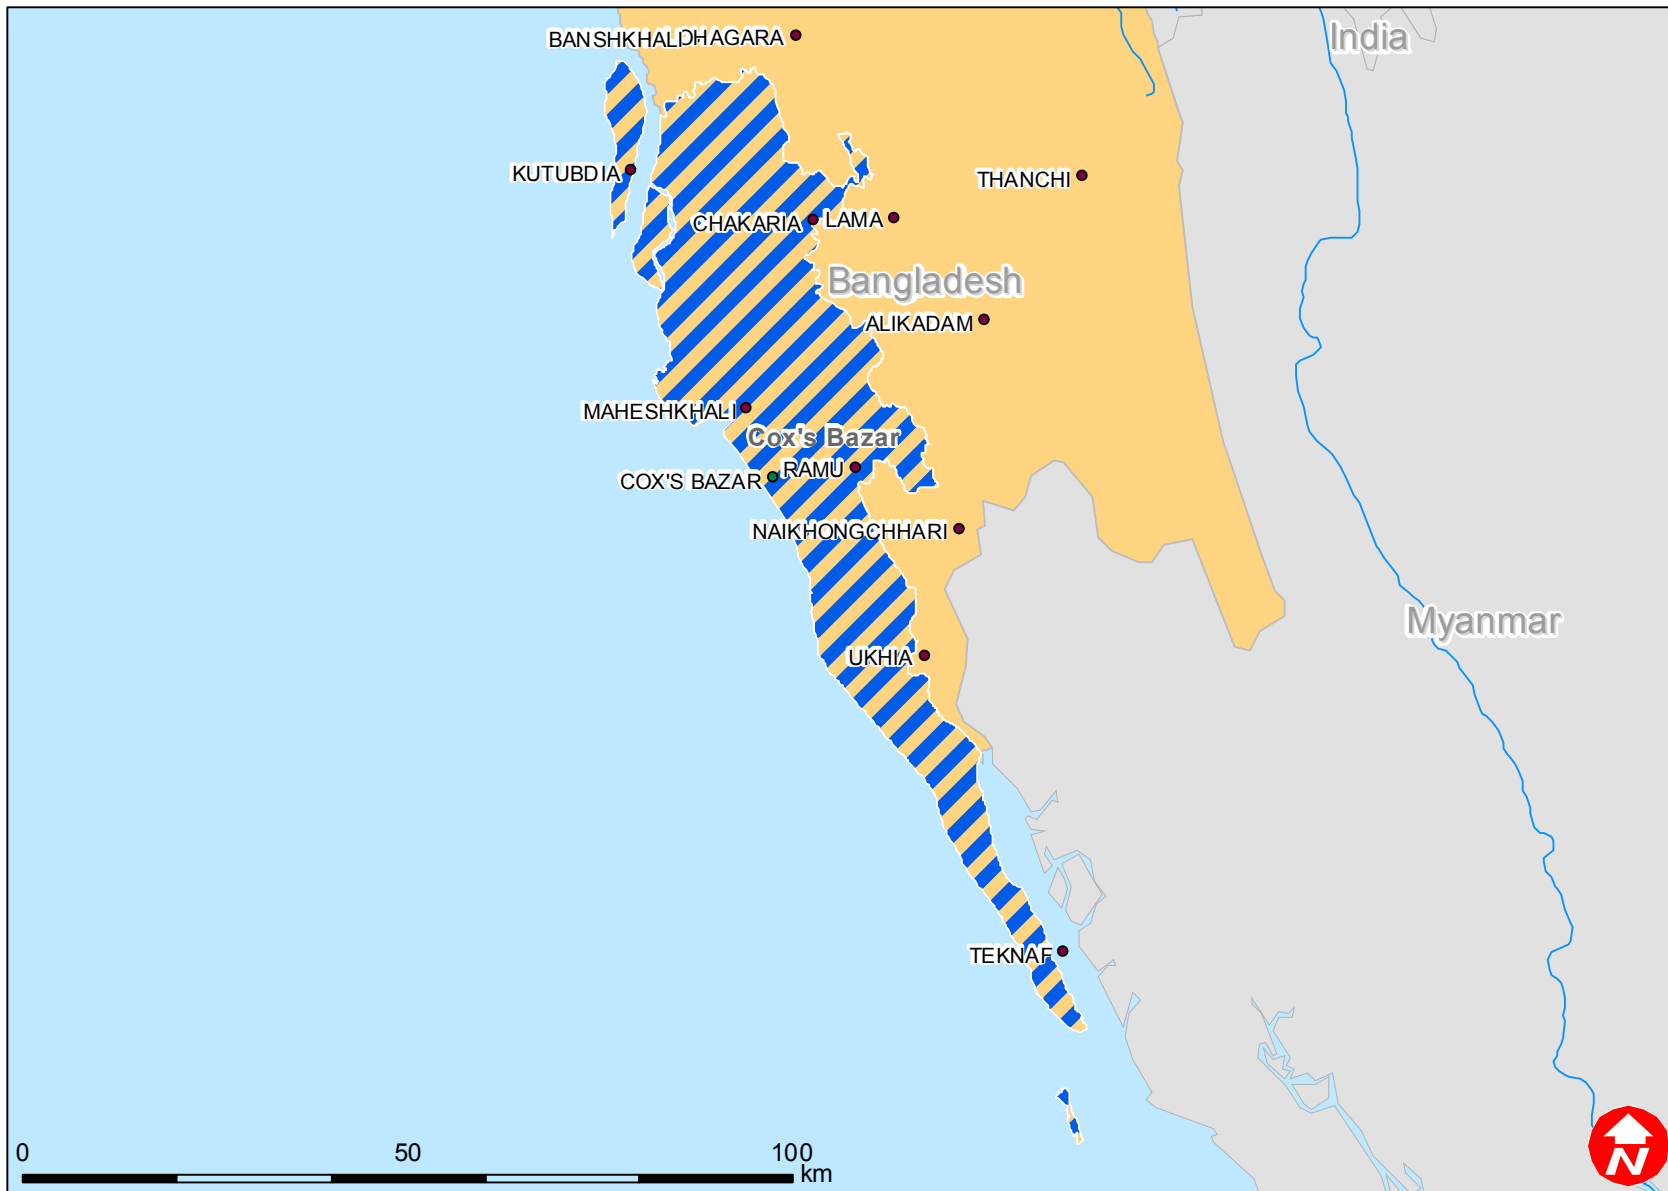 India
BANSHKHALI
OHAGARA
KUTUBDIA
THANCHI
CHAKARIA
LAMA
Bangladesh
ALIKADAM
MAHESHKHALI
Cox's Bazar
RAMU
COX'S BAZAR
NAIKHONGCHHARI
Myanmar
UKHIA
TEKNAF
0 50 100
km
N